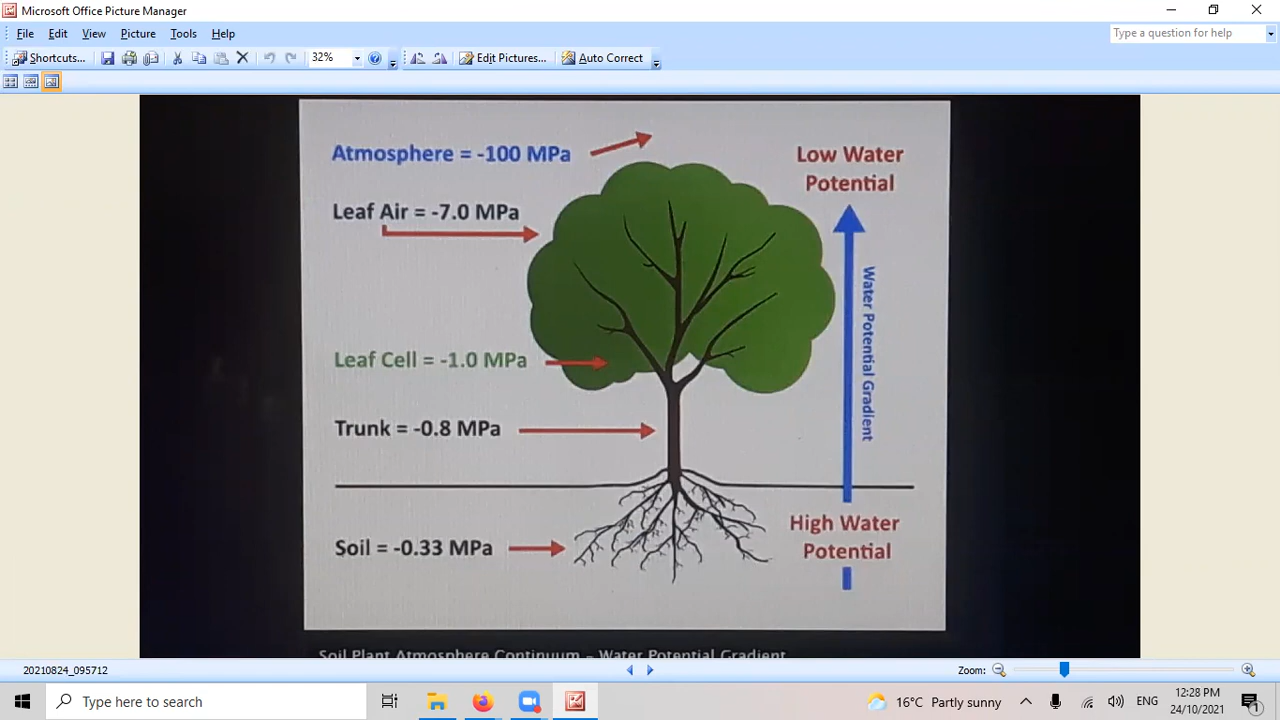 Microsoft Office Picture Manager
File Edit View Picture Tools Help
Type a question for help
Shortcuts... 32% Edit Pictures... Auto Correct
Atmosphere = -100 MPa
Low Water
Potential
Leaf Air = -7.0 MPa
Water Potential Gradient
Leaf Cell = -1.0 MPa
Trunk = -0.8 MPa
High Water
Potential
Soil = -0.33 MPa
Soil Plant Atmosphere Continuum – Water Potential Gradient
20210824_095712
Zoom:
Type here to search
16°C Partly sunny
ENG
12:28 PM
24/10/2021
1